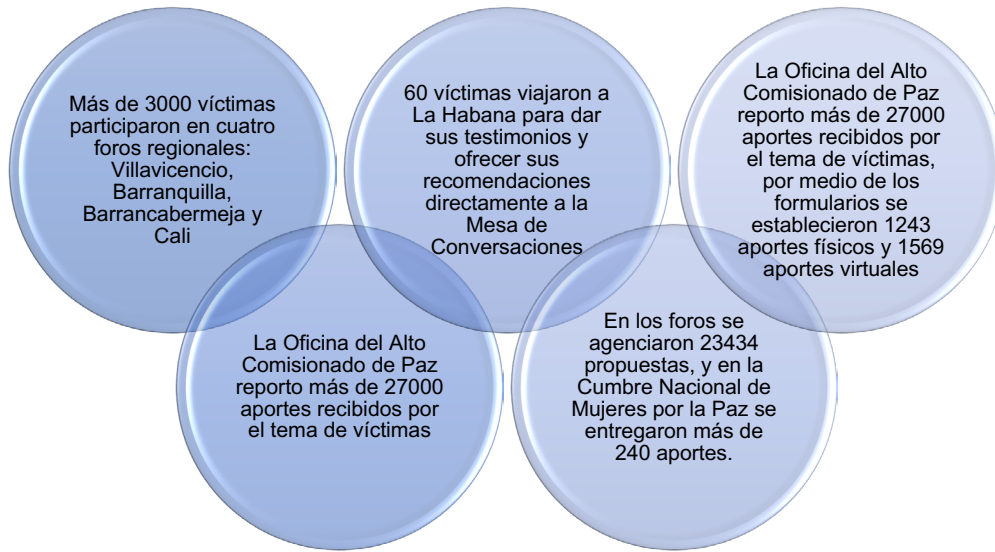 Más de 3000 víctimas
participaron en cuatro
foros regionales:
Villavicencio,
Barranquilla,
Barrancabermeja y
Cali
La Oficina del Alto
Comisionado de Paz
reporto más de 27000
aportes recibidos por
el tema de víctimas
60 víctimas viajaron a
La Habana para dar
sus testimonios y
ofrecer sus
recomendaciones
directamente a la
Mesa de
Conversaciones
En los foros se
agenciaron 23434
propuestas, y en la
Cumbre Nacional de
Mujeres por la Paz se
entregaron más de
240 aportes.
La Oficina del Alto
Comisionado de Paz
reporto más de 27000
aportes recibidos por
el tema de víctimas,
por medio de los
formularios se
establecieron 1243
aportes físicos y 1569
aportes virtuales